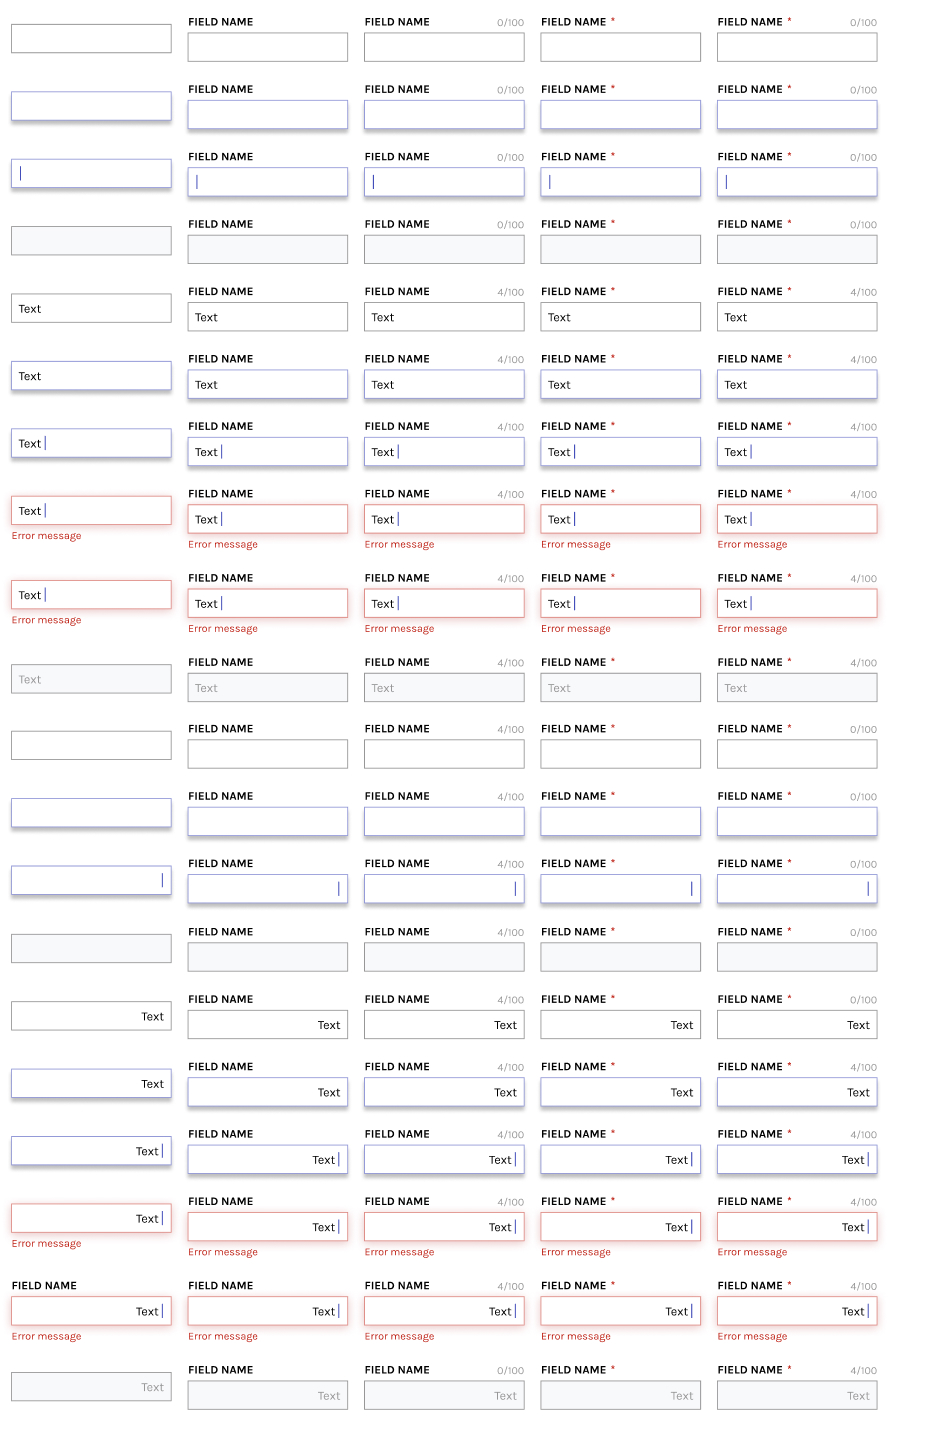 FIELD NAME FIELD NAME 0/100 FIELD NAME * FIELD NAME * 0/100
FIELD NAME FIELD NAME 0/100 FIELD NAME * FIELD NAME * 0/100
FIELD NAME FIELD NAME 0/100 FIELD NAME * FIELD NAME * 0/100
FIELD NAME FIELD NAME 0/100 FIELD NAME * FIELD NAME * 0/100
FIELD NAME FIELD NAME 4/100 FIELD NAME * FIELD NAME * 4/100
Text Text Text Text Text
FIELD NAME FIELD NAME 4/100 FIELD NAME * FIELD NAME * 4/100
Text Text Text Text Text
FIELD NAME FIELD NAME 4/100 FIELD NAME * FIELD NAME * 4/100
Text Text Text Text Text
FIELD NAME FIELD NAME 4/100 FIELD NAME * FIELD NAME * 4/100
Text Text Text Text Text
Error message Error message Error message Error message Error message
FIELD NAME FIELD NAME 4/100 FIELD NAME * FIELD NAME * 4/100
Text Text Text Text Text
Error message Error message Error message Error message Error message
FIELD NAME FIELD NAME 4/100 FIELD NAME * FIELD NAME * 4/100
Text Text Text Text Text
FIELD NAME FIELD NAME 4/100 FIELD NAME * FIELD NAME * 0/100
FIELD NAME FIELD NAME 4/100 FIELD NAME * FIELD NAME * 0/100
FIELD NAME FIELD NAME 4/100 FIELD NAME * FIELD NAME * 0/100
FIELD NAME FIELD NAME 4/100 FIELD NAME * FIELD NAME * 0/100
FIELD NAME FIELD NAME 4/100 FIELD NAME * FIELD NAME * 0/100
Text Text Text Text Text
FIELD NAME FIELD NAME 4/100 FIELD NAME * FIELD NAME * 4/100
Text Text Text Text Text
FIELD NAME FIELD NAME 4/100 FIELD NAME * FIELD NAME * 4/100
Text Text Text Text Text
FIELD NAME FIELD NAME 4/100 FIELD NAME * FIELD NAME * 4/100
Text Text Text Text Text
Error message Error message Error message Error message Error message
FIELD NAME FIELD NAME FIELD NAME 4/100 FIELD NAME * FIELD NAME * 4/100
Text Text Text Text Text
Error message Error message Error message Error message Error message
FIELD NAME FIELD NAME 0/100 FIELD NAME * FIELD NAME * 4/100
Text Text Text Text Text